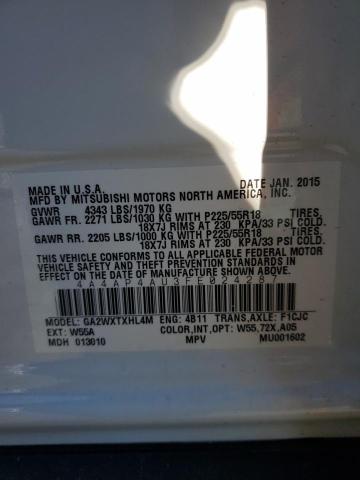 MADE IN U.S.A. DATE JAN. 2015
MFD BY MITSUBISHI MOTORS NORTH AMERICA, INC.
GVWR 4343 LBS/1970 KG
GAWR FR. 2271 LBS/1030 KG WITH P225/55R18 TIRES,
18X7J RIMS AT 230 KPA/33 PSI COLD.
GAWR RR. 2205 LBS/1000 KG WITH P225/55R18 TIRES,
18X7J RIMS AT 230 KPA/33 PSI COLD.
THIS VEHICLE CONFORMS TO ALL APPLICABLE FEDERAL MOTOR
VEHICLE SAFETY AND THEFT PREVENTION STANDARDS IN
EFFECT ON THE DATE OF MANUFACTURE SHOWN ABOVE.
4A4AP4AU3FE024287
MODEL: GA2WXTXHL4M ENG: 4B11 TRANS,AXLE: F1CJC
EXT: W55A COLOR,INT,OPT: W55,72X,A05
MDH 013010 MPV MU001602